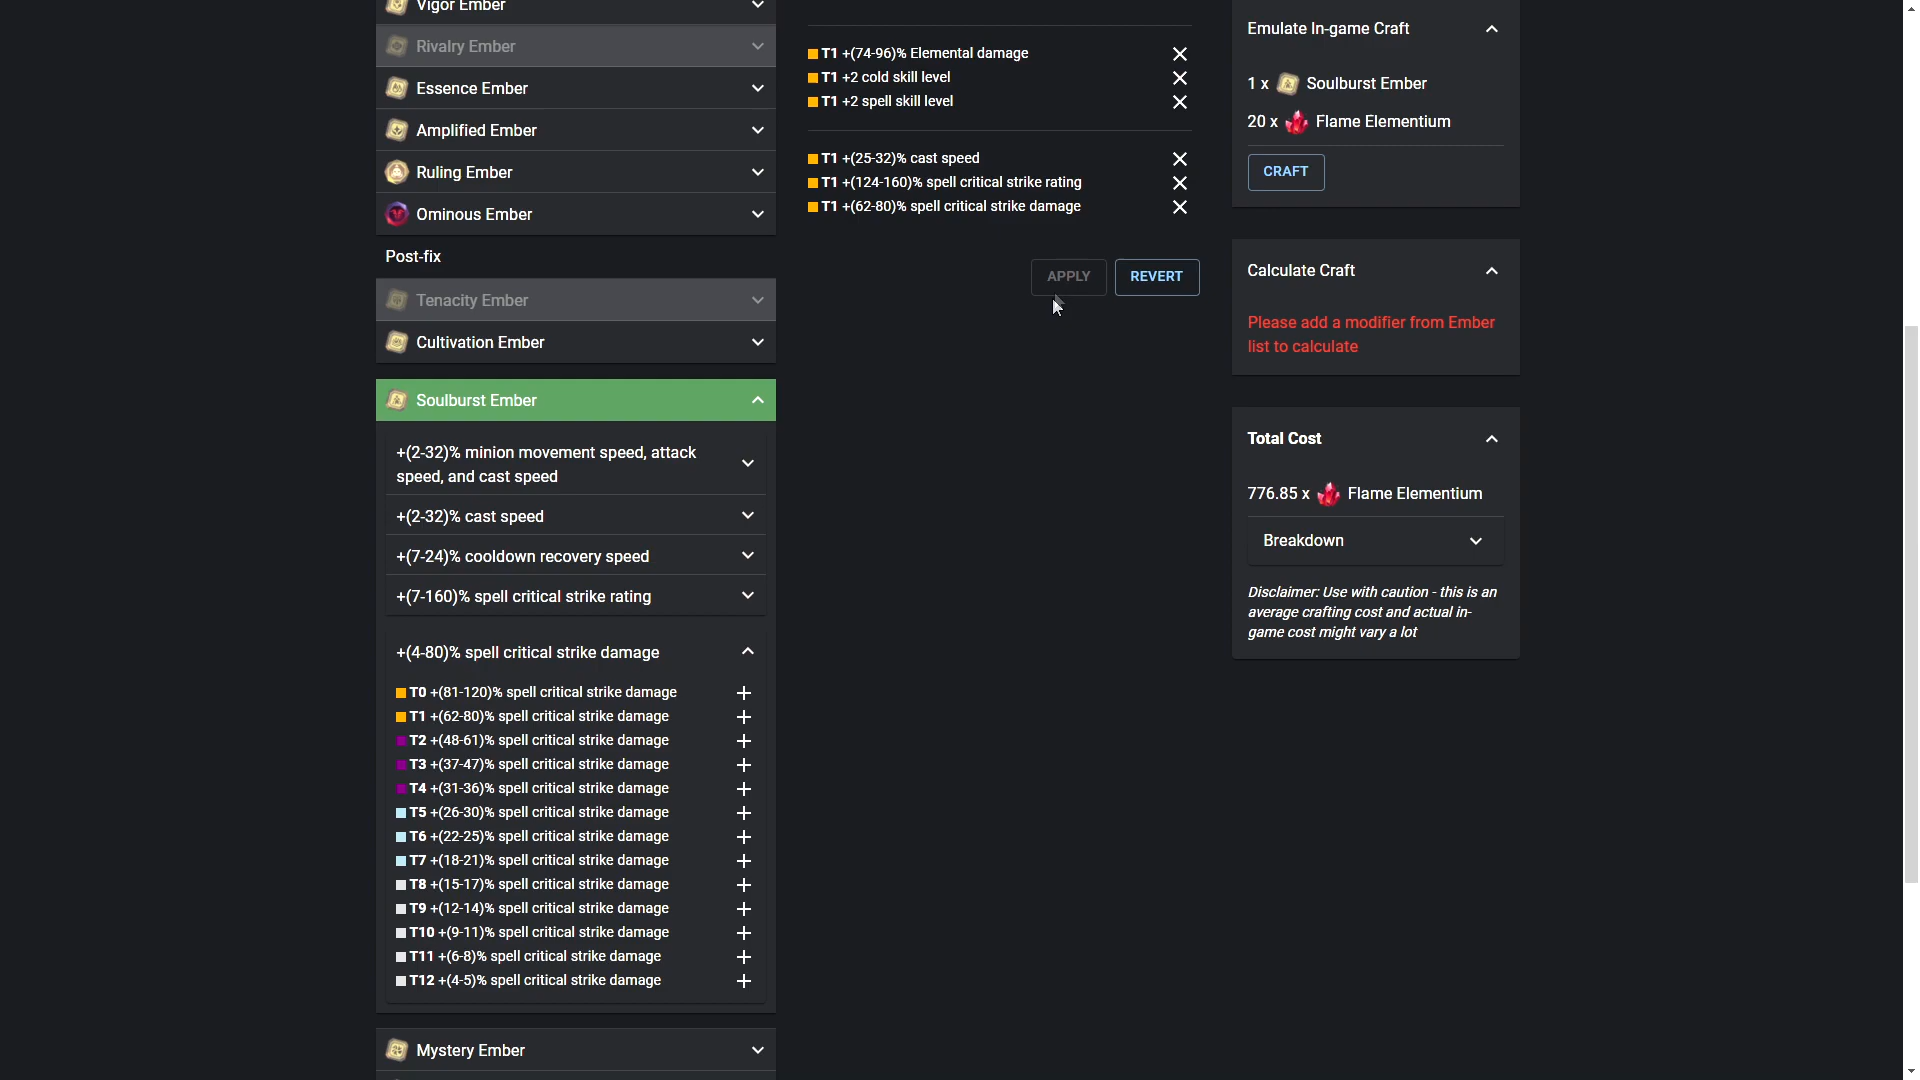 Vigor Ember
Rivalry Ember
Essence Ember
Amplified Ember
Ruling Ember
Ominous Ember
Post-fix
Tenacity Ember
Cultivation Ember
Soulburst Ember
+(2-32)% minion movement speed, attack
speed, and cast speed
+(2-32)% cast speed
+(7-24)% cooldown recovery speed
+(7-160)% spell critical strike rating
+(4-80)% spell critical strike damage
T0 +(81-120)% spell critical strike damage
T1 +(62-80)% spell critical strike damage
T2 +(48-61)% spell critical strike damage
T3 +(37-47)% spell critical strike damage
T4 +(31-36)% spell critical strike damage
T5 +(26-30)% spell critical strike damage
T6 +(22-25)% spell critical strike damage
T7 +(18-21)% spell critical strike damage
T8 +(15-17)% spell critical strike damage
T9 +(12-14)% spell critical strike damage
T10 +(9-11)% spell critical strike damage
T11 +(6-8)% spell critical strike damage
T12 +(4-5)% spell critical strike damage
Mystery Ember
T1 +(74-96)% Elemental damage
T1 +2 cold skill level
T1 +2 spell skill level
T1 +(25-32)% cast speed
T1 +(124-160)% spell critical strike rating
T1 +(62-80)% spell critical strike damage
APPLY
REVERT
Emulate In-game Craft
1 x Soulburst Ember
20 x Flame Elementium
CRAFT
Calculate Craft
Please add a modifier from Ember
list to calculate
Total Cost
776.85 x Flame Elementium
Breakdown
Disclaimer: Use with caution - this is an
average crafting cost and actual in-
game cost might vary a lot